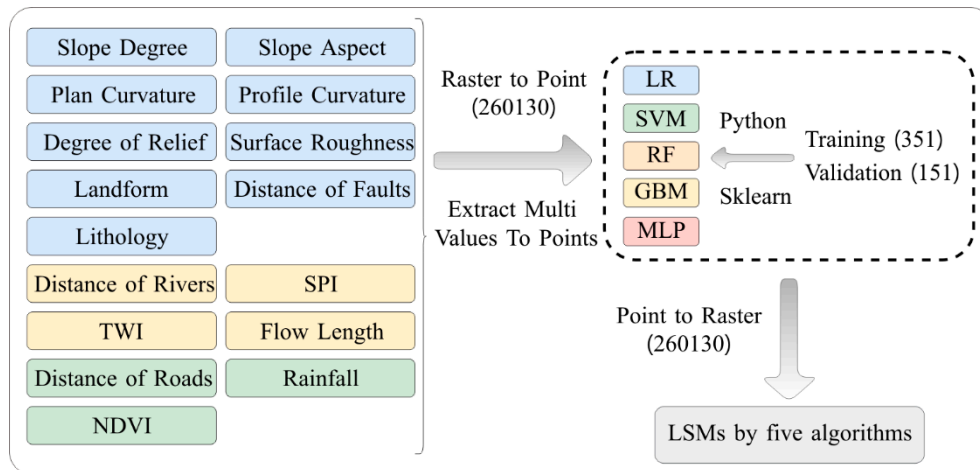 Slope Degree
Slope Aspect
Plan Curvature
Profile Curvature
Degree of Relief
Surface Roughness
Landform
Distance of Faults
Lithology
Distance of Rivers
SPI
TWI
Flow Length
Distance of Roads
Rainfall
NDVI
Raster to Point
(260130)
Extract Multi
Values To Points
LR
SVM
RF
GBM
MLP
Python
Sklearn
Training (351)
Validation (151)
Point to Raster
(260130)
LSMs by five algorithms